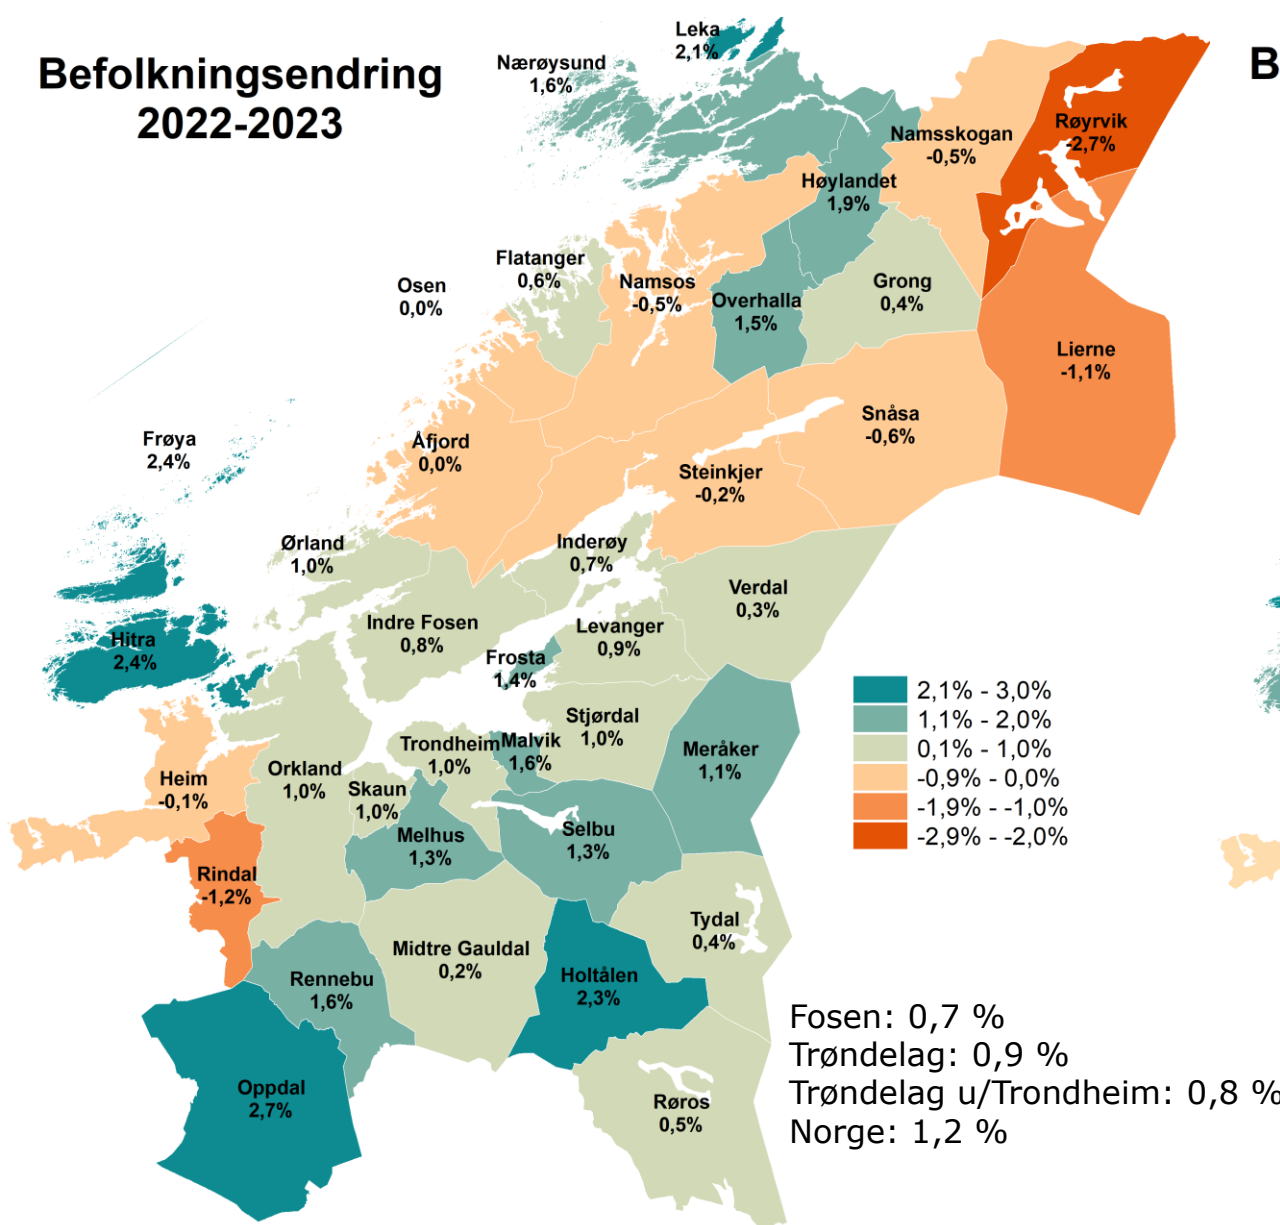 Befolkningsendring
2022-2023
B
Leka
2,1%
Nærøysund
1,6%
Røyrvik
-2,7%
Namsskogan
-0,5%
Høylandet
1,9%
Flatanger
0,6%
Osen
0,0%
Namsos
-0,5%
Overhalla
1,5%
Grong
0,4%
Lierne
-1,1%
Snåsa
-0,6%
Frøya
2,4%
Åfjord
0,0%
Steinkjer
-0,2%
Ørland
1,0%
Inderøy
0,7%
Verdal
0,3%
Indre Fosen
0,8%
Levanger
0,9%
Hitra
2,4%
Frosta
1,4%
Stjørdal
1,0%
Trondheim
1,0%
Malvik
1,6%
Meråker
1,1%
Heim
-0,1%
Orkland
1,0%
Skaun
1,0%
Melhus
1,3%
Selbu
1,3%
Rindal
-1,2%
Tydal
0,4%
Midtre Gauldal
0,2%
Rennebu
1,6%
Holtålen
2,3%
Oppdal
2,7%
Røros
0,5%
2,1% - 3,0%
1,1% - 2,0%
0,1% - 1,0%
-0,9% - 0,0%
-1,9% - -1,0%
-2,9% - -2,0%
Fosen: 0,7 %
Trøndelag: 0,9 %
Trøndelag u/Trondheim: 0,8 %
Norge: 1,2 %